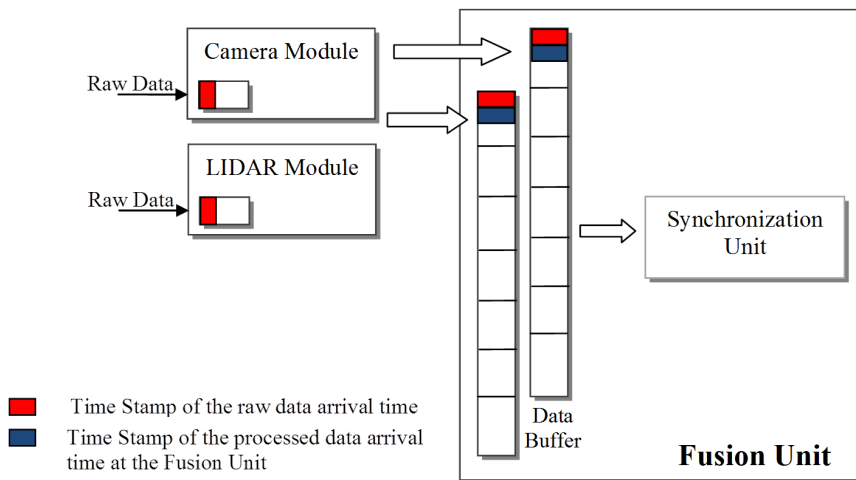 Camera Module
Raw Data
LIDAR Module
Raw Data
Synchronization
Unit
Time Stamp of the raw data arrival time
Time Stamp of the processed data arrival
time at the Fusion Unit
Data
Buffer
Fusion Unit